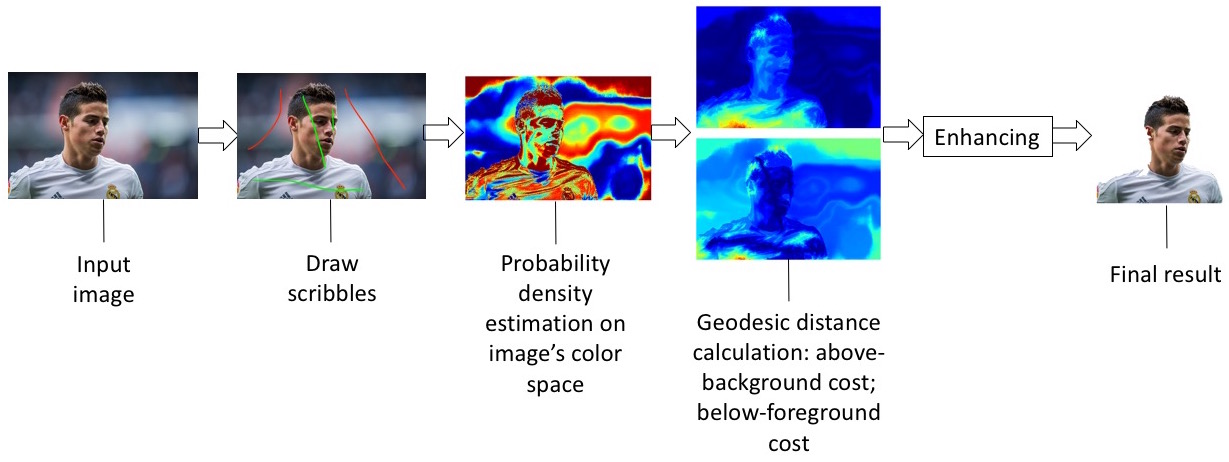 Input
image
Draw
scribbles
Probability
density
estimation on
image’s color
space
Geodesic distance
calculation: above-
background cost;
below-foreground
cost
Enhancing
Final result